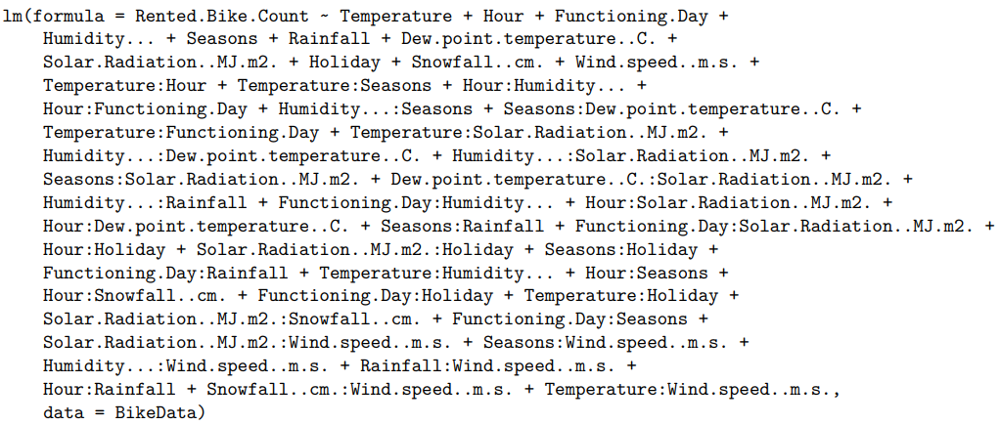 lm(formula = Rented.Bike.Count ~ Temperature + Hour + Functioning.Day +
    Humidity... + Seasons + Rainfall + Dew.point.temperature..C. +
    Solar.Radiation..MJ.m2. + Holiday + Snowfall..cm. + Wind.speed..m.s. +
    Temperature:Hour + Temperature:Seasons + Hour:Humidity... +
    Hour:Functioning.Day + Humidity...:Seasons + Seasons:Dew.point.temperature..C. +
    Temperature:Functioning.Day + Temperature:Solar.Radiation..MJ.m2. +
    Humidity...:Dew.point.temperature..C. + Humidity...:Solar.Radiation..MJ.m2. +
    Seasons:Solar.Radiation..MJ.m2. + Dew.point.temperature..C.:Solar.Radiation..MJ.m2. +
    Humidity...:Rainfall + Functioning.Day:Humidity... + Hour:Solar.Radiation..MJ.m2. +
    Hour:Dew.point.temperature..C. + Seasons:Rainfall + Functioning.Day:Solar.Radiation..MJ.m2. +
    Hour:Holiday + Solar.Radiation..MJ.m2.:Holiday + Seasons:Holiday +
    Functioning.Day:Rainfall + Temperature:Humidity... + Hour:Seasons +
    Hour:Snowfall..cm. + Functioning.Day:Holiday + Temperature:Holiday +
    Solar.Radiation..MJ.m2.:Snowfall..cm. + Functioning.Day:Seasons +
    Solar.Radiation..MJ.m2.:Wind.speed..m.s. + Seasons:Wind.speed..m.s. +
    Humidity...:Wind.speed..m.s. + Rainfall:Wind.speed..m.s. +
    Hour:Rainfall + Snowfall..cm.:Wind.speed..m.s. + Temperature:Wind.speed..m.s.,
    data = BikeData)